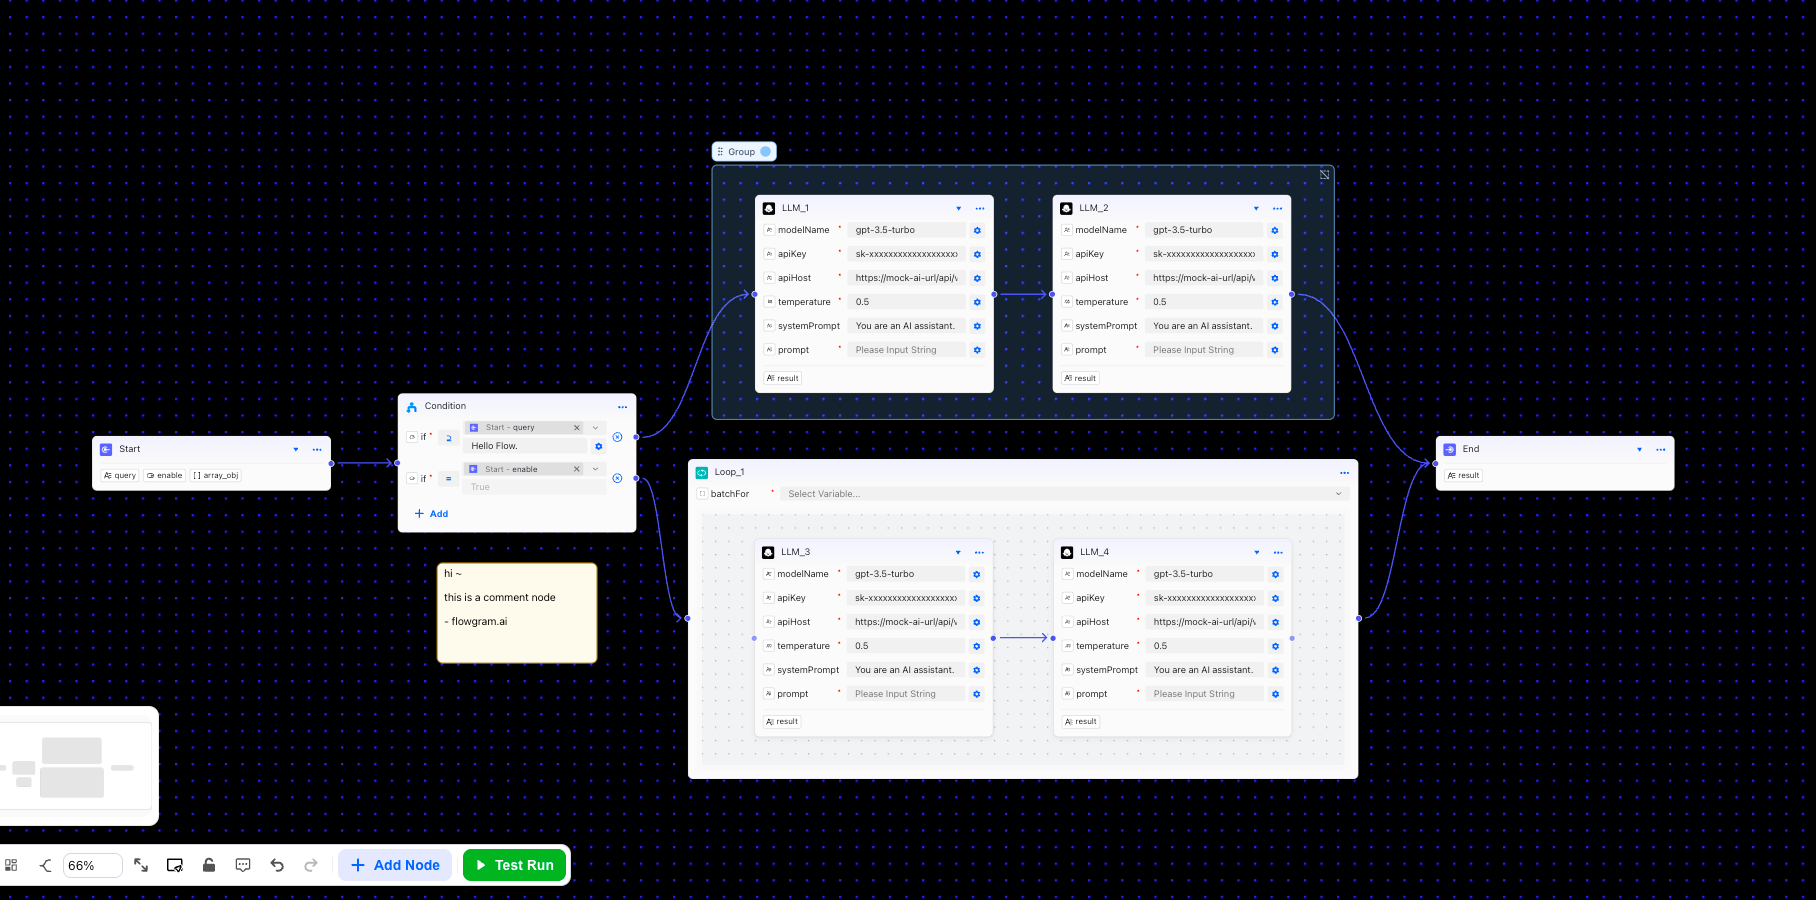 Group
LLM_1
modelName * gpt-3.5-turbo
apiKey * sk-xxxxxxxxxxxxxxxxxx
apiHost * https://mock-ai-url/api/
temperature * 0.5
systemPrompt You are an AI assistant.
prompt * Please Input String
result
LLM_2
modelName * gpt-3.5-turbo
apiKey * sk-xxxxxxxxxxxxxxxxxx
apiHost * https://mock-ai-url/api/
temperature * 0.5
systemPrompt You are an AI assistant.
prompt * Please Input String
result
Start
query enable [ ] array_obj
Condition
if * Start - query
Hello Flow.
if * = Start - enable
True
+ Add
hi ~
this is a comment node
- flowgram.ai
Loop_1
batchFor * Select Variable...
LLM_3
modelName * gpt-3.5-turbo
apiKey * sk-xxxxxxxxxxxxxxxxxx
apiHost * https://mock-ai-url/api/
temperature * 0.5
systemPrompt You are an AI assistant.
prompt * Please Input String
result
LLM_4
modelName * gpt-3.5-turbo
apiKey * sk-xxxxxxxxxxxxxxxxxx
apiHost * https://mock-ai-url/api/
temperature * 0.5
systemPrompt You are an AI assistant.
prompt * Please Input String
result
End
result
66% Add Node Test Run